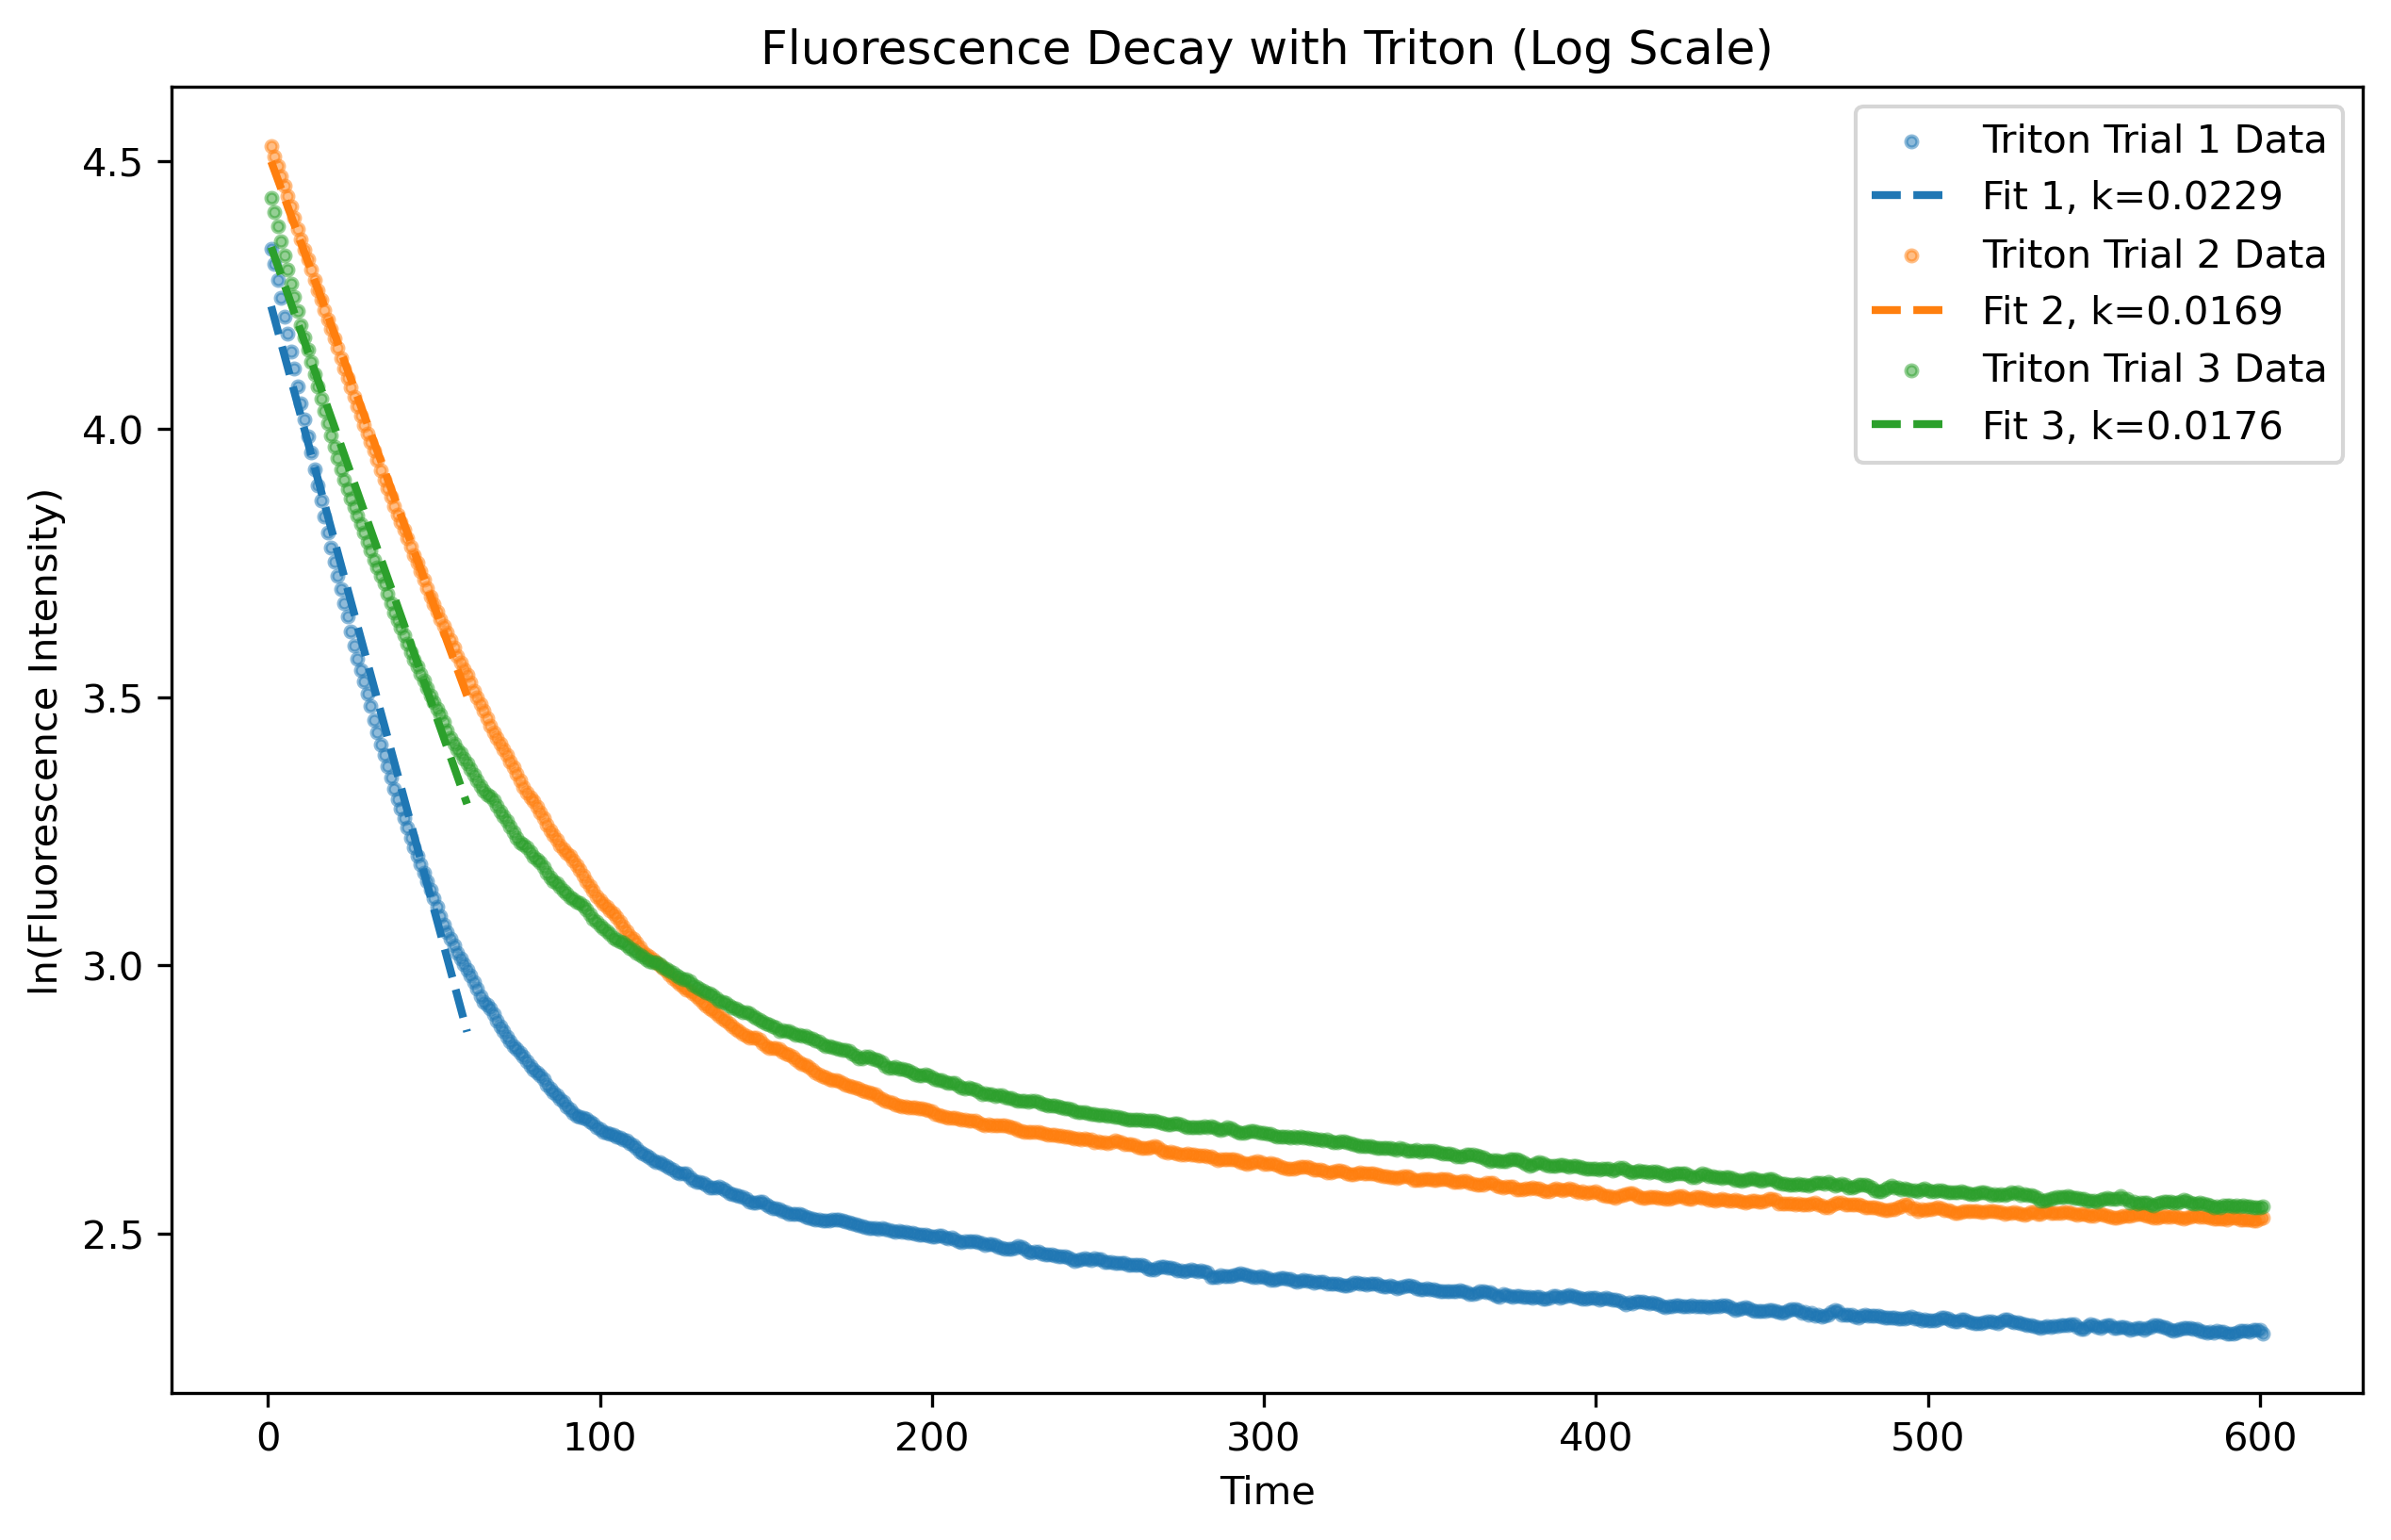 Fluorescence Decay with Triton (Log Scale)
Triton Trial 1 Data
Fit 1, k=0.0229
Triton Trial 2 Data
Fit 2, k=0.0169
Triton Trial 3 Data
Fit 3, k=0.0176
ln(Fluorescence Intensity)
4.5
4.0
3.5
3.0
2.5
0 100 200 300 400 500 600
Time